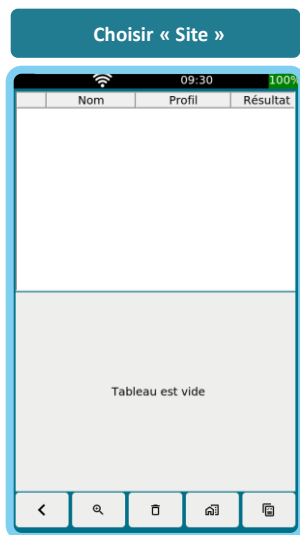 Choisir « Site »
09:30 100%
Nom Profil Résultat
Tableau est vide